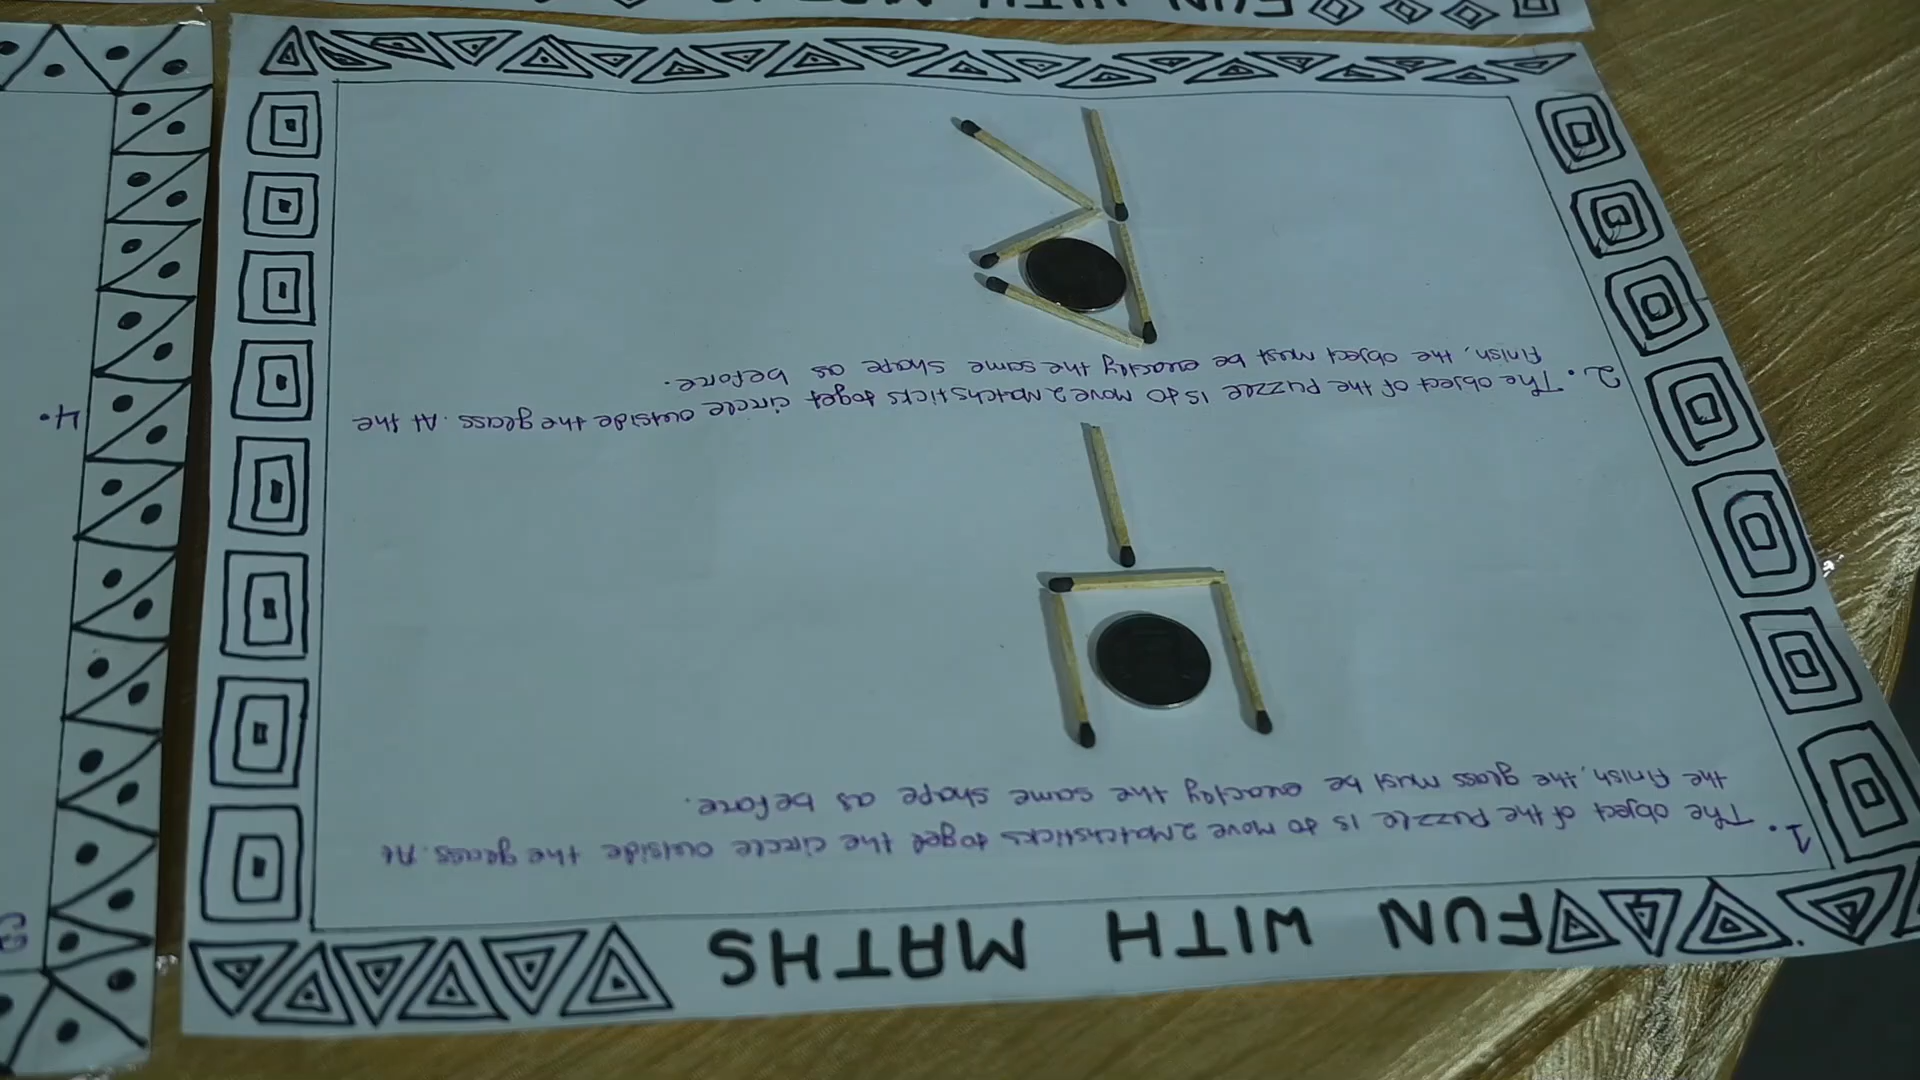 FUN WITH MATHS
1. The object of the puzzle is to move 2 Matchsticks to get the circle outside the glass. At
the finish, the glass must be exactly the same shape as before.
2. The object of the puzzle is to move 2 Matchsticks to get circle outside the glass. At the
finish, the object must be exactly the same shape as before.
4.
FUN WITH